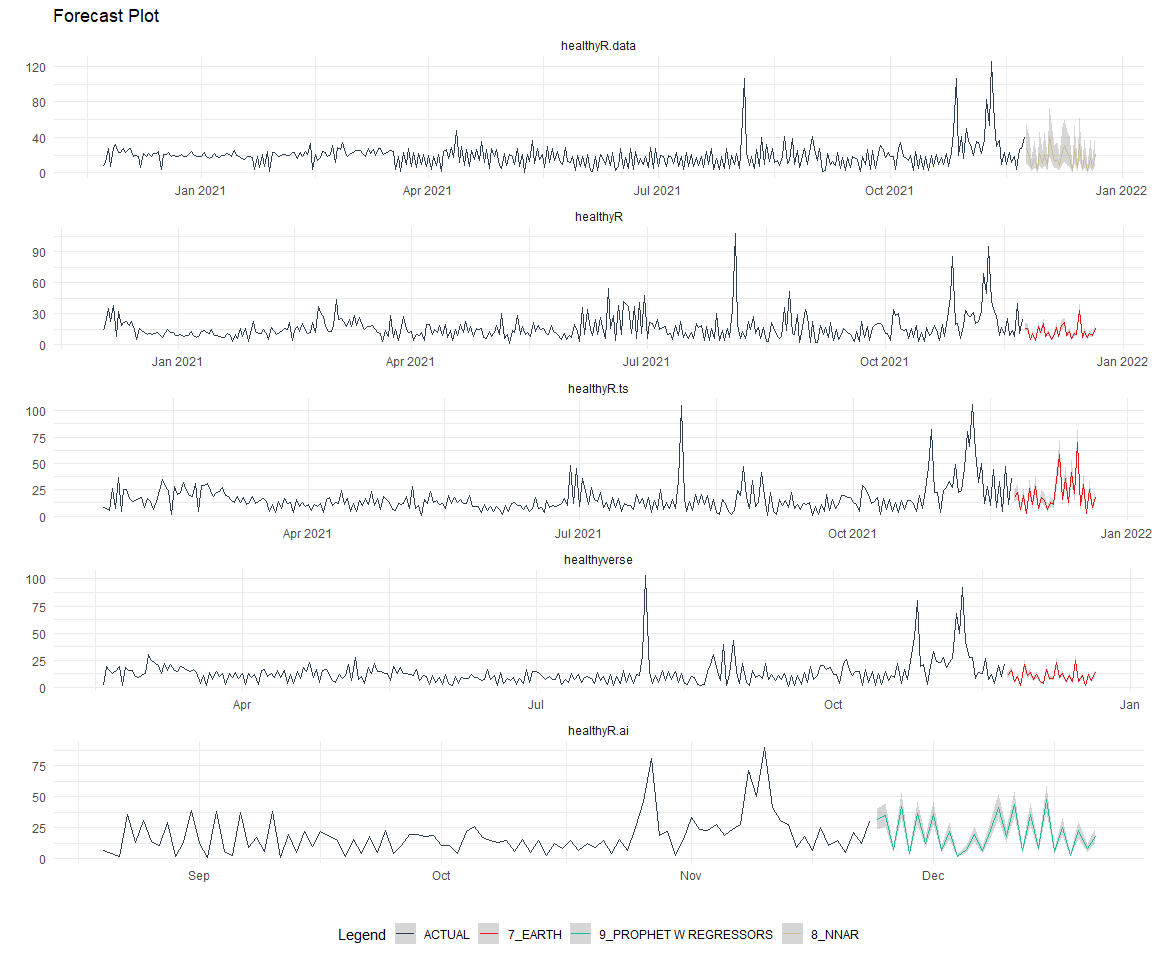 Forecast Plot
healthyR.data
120
80
40
0
Jan 2021 Apr 2021 Jul 2021 Oct 2021 Jan 2022
healthyR
90
60
30
0
Jan 2021 Apr 2021 Jul 2021 Oct 2021 Jan 2022
healthyR.ts
100
75
50
25
0
Apr 2021 Jul 2021 Oct 2021 Jan 2022
healthyverse
100
75
50
25
0
Apr Jul Oct Jan
healthyR.ai
75
50
25
0
Sep Oct Nov Dec
Legend ACTUAL 7_EARTH 9_PROPHET W REGRESSORS 8_NNAR